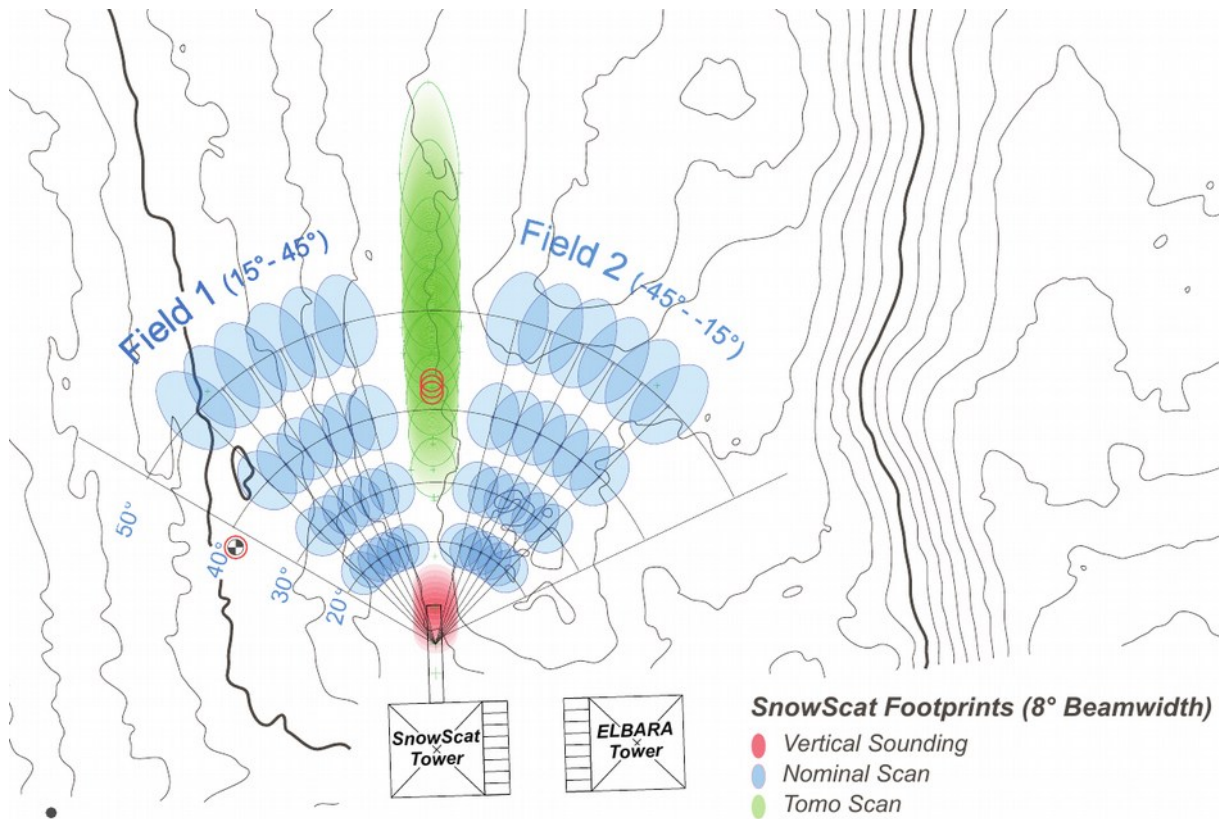 Field 1 (15°- 45°)
Field 2 (-45°- -15°)
50°
40°
30°
20°
SnowScat
Tower
ELBARA
Tower
SnowScat Footprints (8° Beamwidth)
Vertical Sounding
Nominal Scan
Tomo Scan